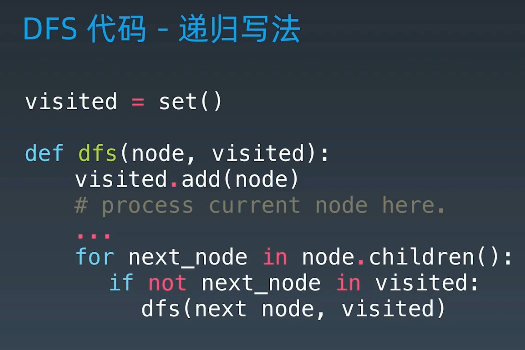 DFS 代码 - 递归写法
visited = set()
def dfs(node, visited):
visited.add(node)
# process current node here.
...
for next_node in node.children():
if not next_node in visited:
dfs(next node, visited)